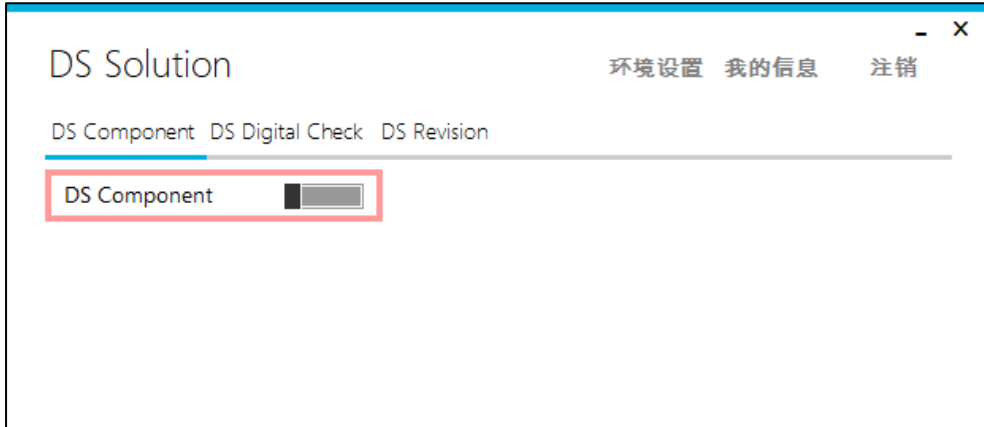 DS Solution
环境设置 我的信息 注销
DS Component DS Digital Check DS Revision
DS Component